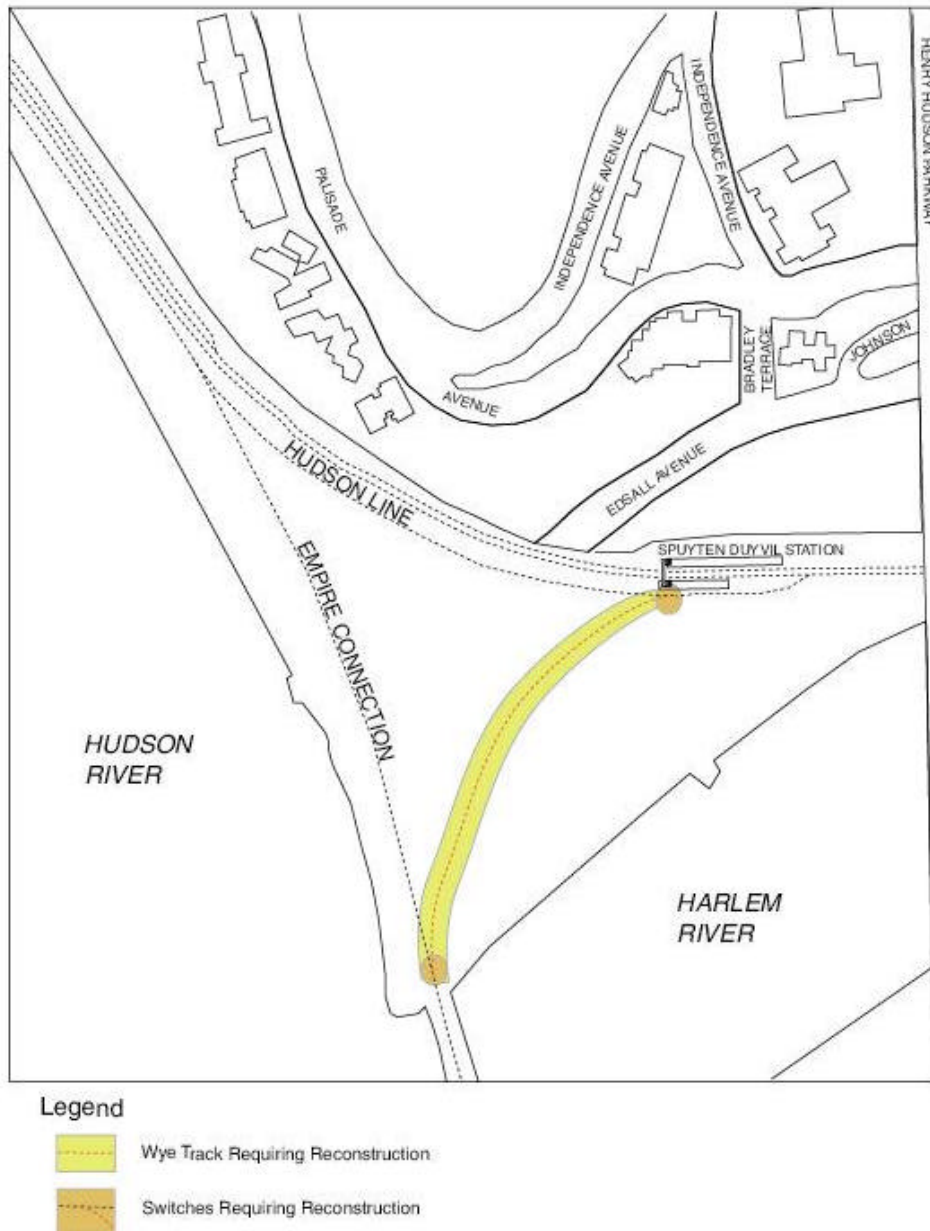 HENRY HUDSON PARKWAY
PALISADE
INDEPENDENCE AVENUE
INDEPENDENCE AVENUE
BRADLEY
TERRACE
JOHNSON
AVENUE
EDSALL AVENUE
HUDSON LINE
SPUYTEN DUYVIL STATION
EMPIRE CONNECTION
HUDSON
RIVER
HARLEM
RIVER
Legend
Wye Track Requiring Reconstruction
Switches Requiring Reconstruction